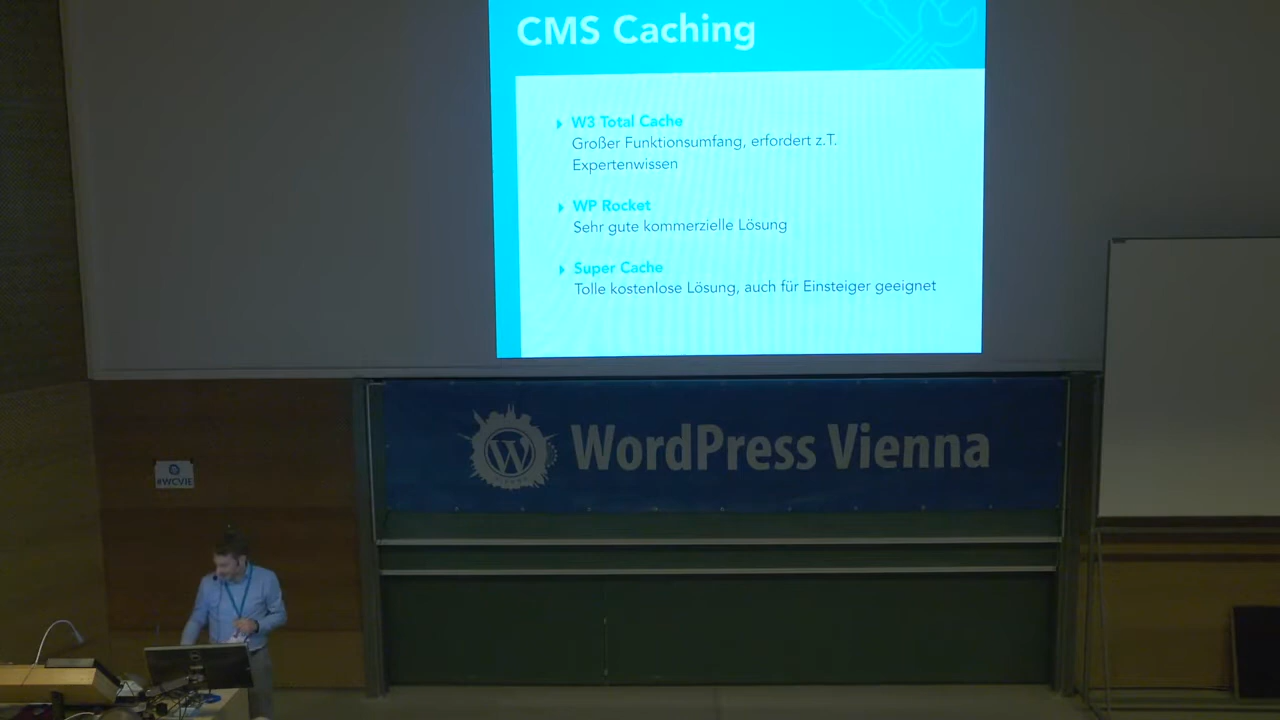 CMS Caching
W3 Total Cache
Großer Funktionsumfang, erfordert z.T.
Expertenwissen
WP Rocket
Sehr gute kommerzielle Lösung
Super Cache
Tolle kostenlose Lösung, auch für Einsteiger geeignet
WordPress Vienna
#WCVIE